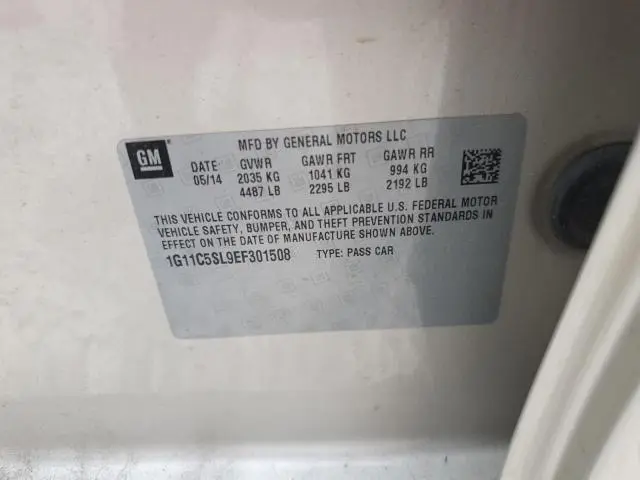 MFD BY GENERAL MOTORS LLC
GM
DATE GVWR GAWR FRT GAWR RR
05/14 2035 KG 1041 KG 994 KG
4487 LB 2295 LB 2192 LB
THIS VEHICLE CONFORMS TO ALL APPLICABLE U.S. FEDERAL MOTOR
VEHICLE SAFETY, BUMPER, AND THEFT PREVENTION STANDARDS IN
EFFECT ON THE DATE OF MANUFACTURE SHOWN ABOVE.
1G11C5SL9EF301508 TYPE: PASS CAR